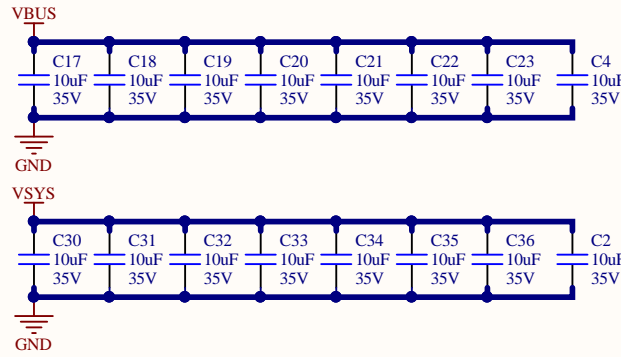 VBUS
C17 C18 C19 C20 C21 C22 C23 C4
10uF 10uF 10uF 10uF 10uF 10uF 10uF 10uF
35V 35V 35V 35V 35V 35V 35V 35V
GND
VSYS
C30 C31 C32 C33 C34 C35 C36 C2
10uF 10uF 10uF 10uF 10uF 10uF 10uF 10uF
35V 35V 35V 35V 35V 35V 35V 35V
GND